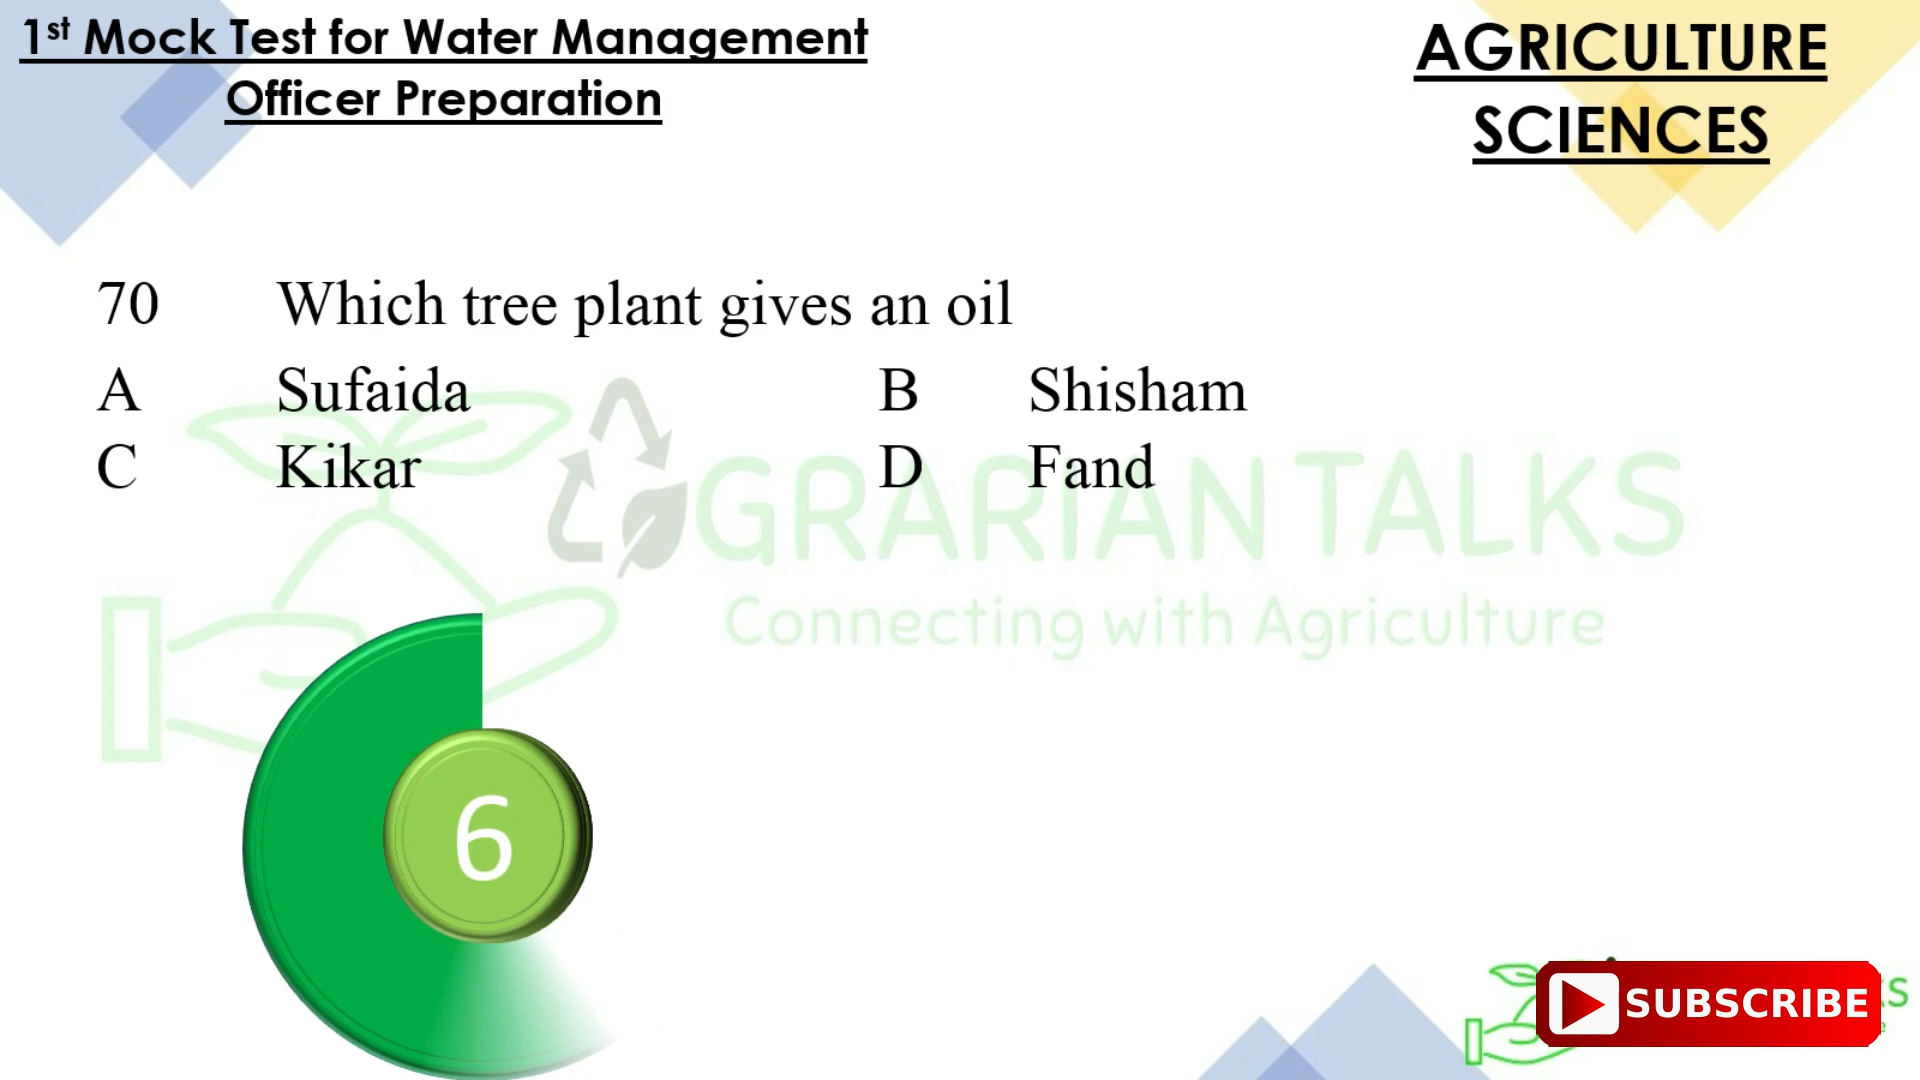 1st Mock Test for Water Management
Officer Preparation
AGRICULTURE
SCIENCES
70 Which tree plant gives an oil
A Sufaida B Shisham
C Kikar D Fand
GRARIAN TALKS
Connecting with Agriculture
6
SUBSCRIBE